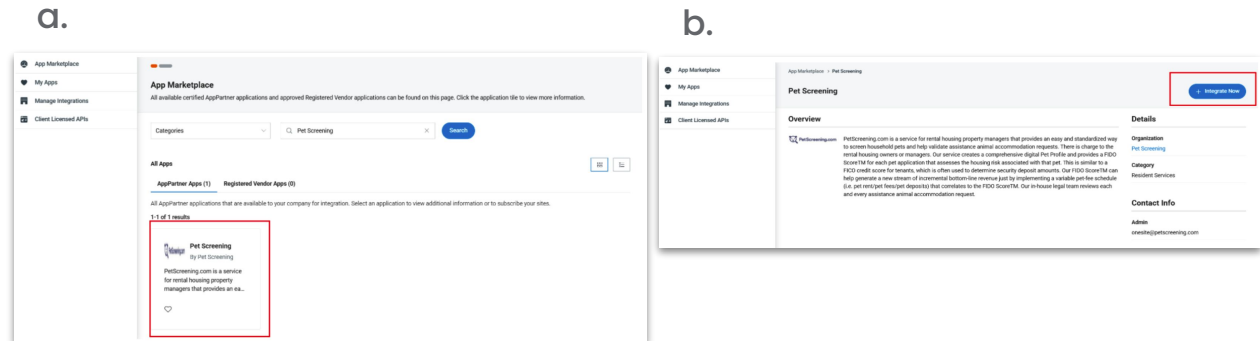 a.
App Marketplace
My Apps
Manage Integrations
Client Licensed APIs
App Marketplace
All available certified AppPartner applications and approved Registered Vendor applications can be found on this page. Click the application tile to view more information.
Categories
Pet Screening
Search
All Apps
AppPartner Apps (1)
Registered Vendor Apps (0)
All AppPartner applications that are available to your company for integration. Select an application to view additional information or to subscribe your sites.
1-1 of 1 results
Pet Screening
By Pet Screening
PetScreening.com is a service
for rental housing property
managers that provides an ea...
b.
App Marketplace
My Apps
Manage Integrations
Client Licensed APIs
App Marketplace > Pet Screening
Pet Screening
+ Integrate Now
Overview
PetScreening.com
PetScreening.com is a service for rental housing property managers that provides an easy and standardized way
to screen household pets and help validate assistance animal accommodation requests. There is charge to the
rental housing owners or managers. Our service creates a comprehensive digital Pet Profile and provides a FIDO
ScoreTM for each pet application that assesses the housing risk associated with that pet. This is similar to a
FICO credit score for tenants, which is often used to determine security deposit amounts. Our FIDO ScoreTM can
help generate a new stream of incremental bottom-line revenue just by implementing a variable pet-fee schedule
(i.e. pet rent/pet fees/pet deposits) that correlates to the FIDO ScoreTM. Our in-house legal team reviews each
and every assistance animal accommodation request.
Details
Organization
Pet Screening
Category
Resident Services
Contact Info
Admin
onesite@petscreening.com